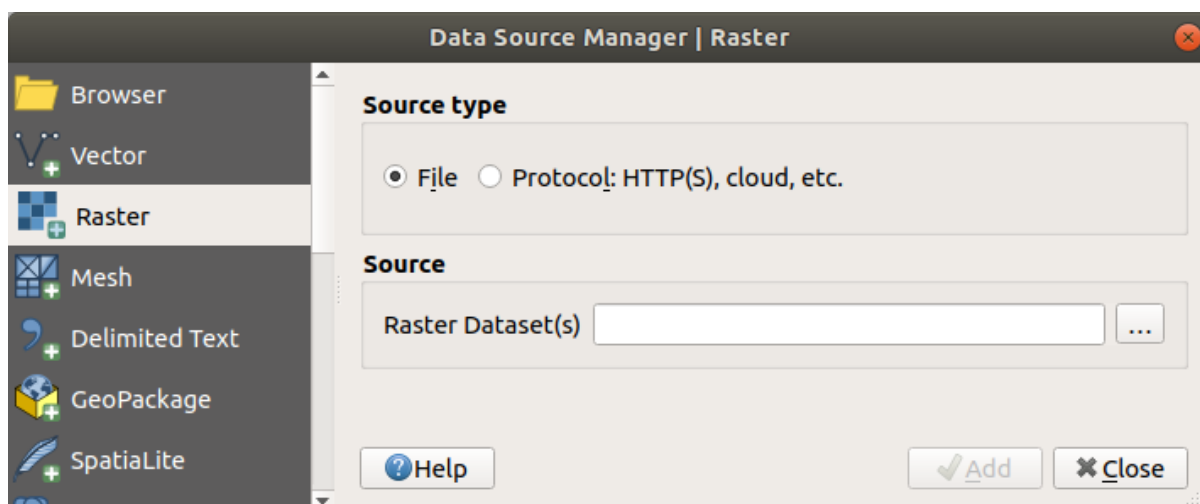 Data Source Manager | Raster
Browser
Vector
Raster
Mesh
Delimited Text
GeoPackage
SpatiaLite
Source type
File
Protocol: HTTP(S), cloud, etc.
Source
Raster Dataset(s)
...
Help
Add
Close